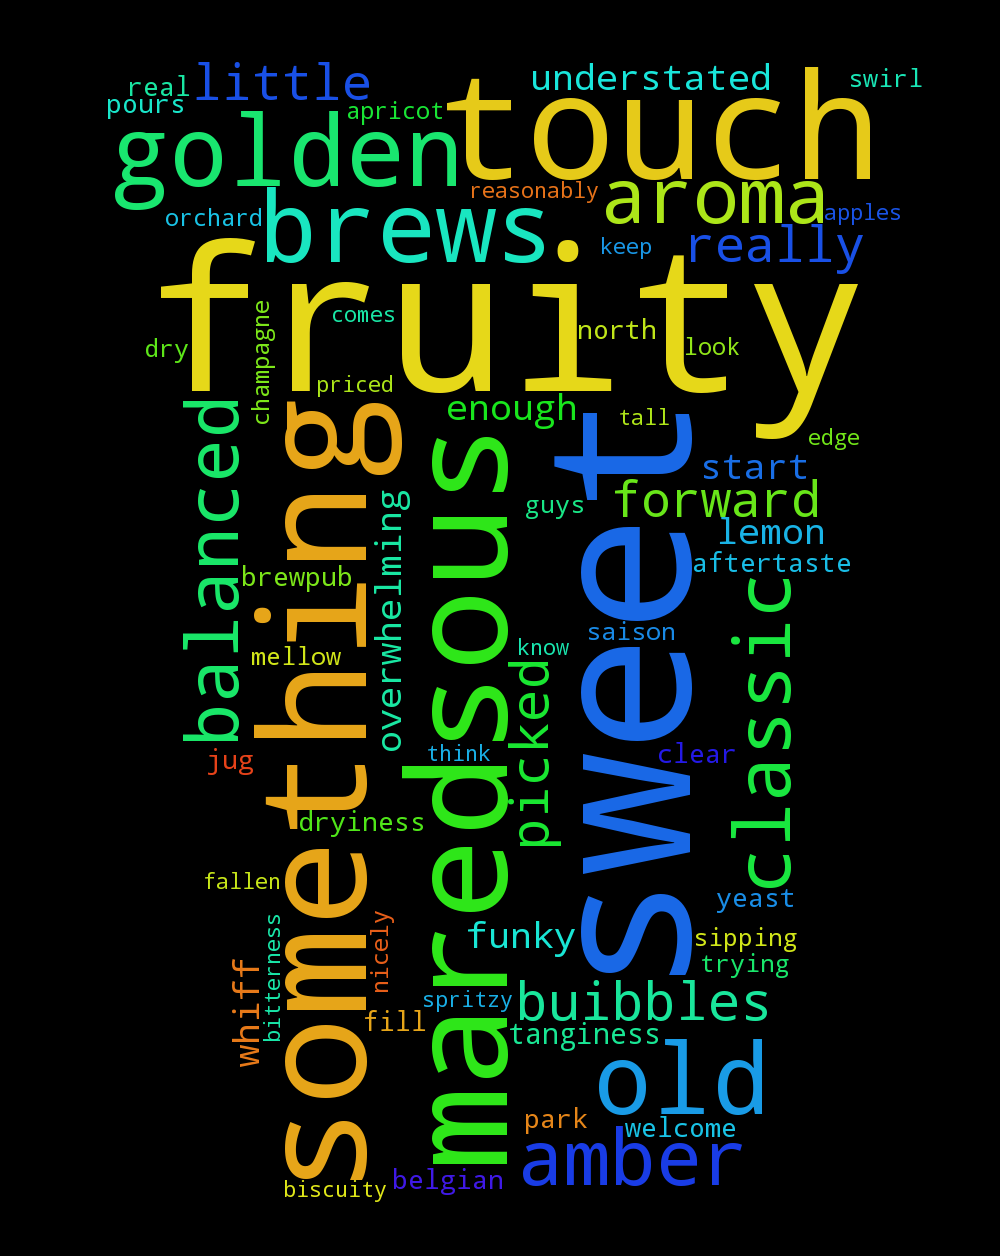 little
understated
touch
swirl
real
pours
apricot
golden
reasonably
aroma
orchard
brews
apples
keep
really
fruity
comes
north
look
dry
champagne
priced
enough
tall
edge
balanced
something
maredsous
sweet
start
forward
guys
lemon
aftertaste
overwhelming
brewpub
classic
saison
know
mellow
picked
jug
think
clear
dryiness
fallen
yeast
nicely
funky
sipping
bitterness
trying
whiff
spritzy
buibbles
fill
tanginess
old
park
welcome
amber
belgian
biscuity